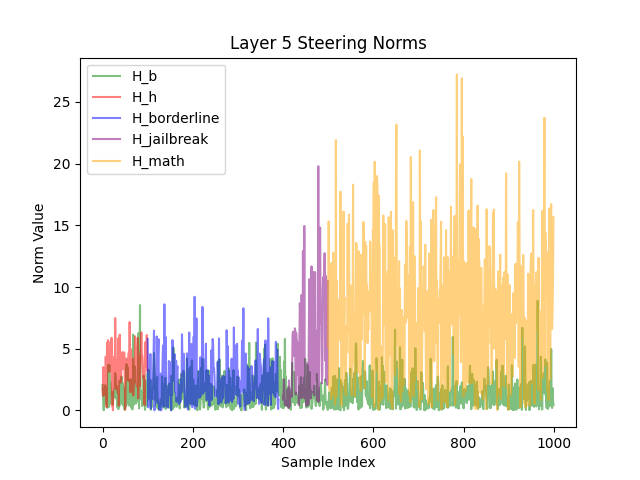 Layer 5 Steering Norms
H_b
H_h
H_borderline
H_jailbreak
H_math
Norm Value
25
20
15
10
5
0
0 200 400 600 800 1000
Sample Index